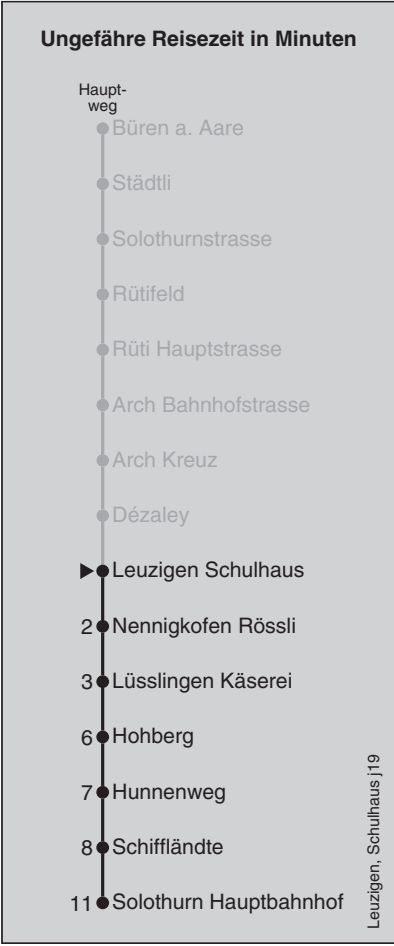 Ungefähre Reisezeit in Minuten
Haupt-
weg
Büren a. Aare
Städtli
Solothurnstrasse
Rütifeld
Rüti Hauptstrasse
Arch Bahnhofstrasse
Arch Kreuz
Dézaley
Leuzigen Schulhaus
2 Nennigkofen Rössli
3 Lüsslingen Käserei
6 Hohberg
7 Hunnenweg
8 Schiffländte
11 Solothurn Hauptbahnhof
Leuzigen, Schulhaus j19